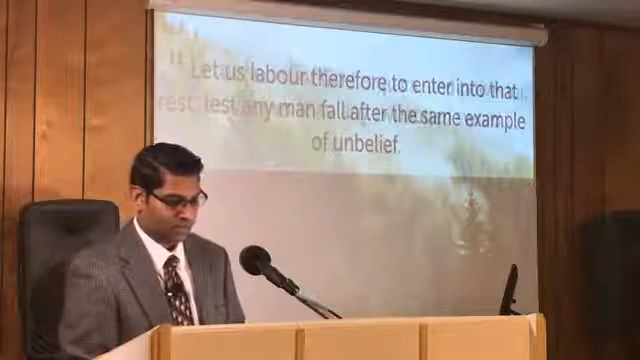 Let us labour therefore to enter into that
rest, lest any man fall after the same example
of unbelief.